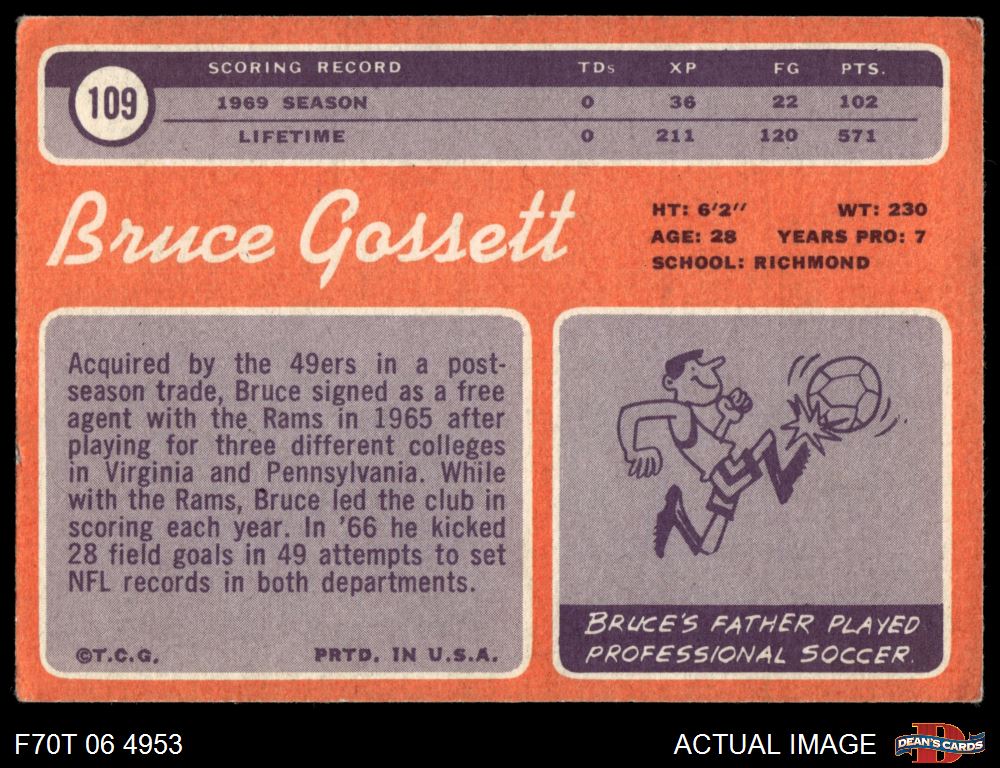 109
SCORING RECORD TDs XP FG PTS.
1969 SEASON 0 36 22 102
LIFETIME 0 211 120 571
Bruce Gossett
HT: 6'2" WT: 230
AGE: 28 YEARS PRO: 7
SCHOOL: RICHMOND
Acquired by the 49ers in a post-
season trade, Bruce signed as a free
agent with the Rams in 1965 after
playing for three different colleges
in Virginia and Pennsylvania. While
with the Rams, Bruce led the club in
scoring each year. In '66 he kicked
28 field goals in 49 attempts to set
NFL records in both departments.
©T.C.G. PRTD. IN U.S.A.
BRUCE'S FATHER PLAYED
PROFESSIONAL SOCCER.
F70T 06 4953
ACTUAL IMAGE
D
DEAN'S CARDS